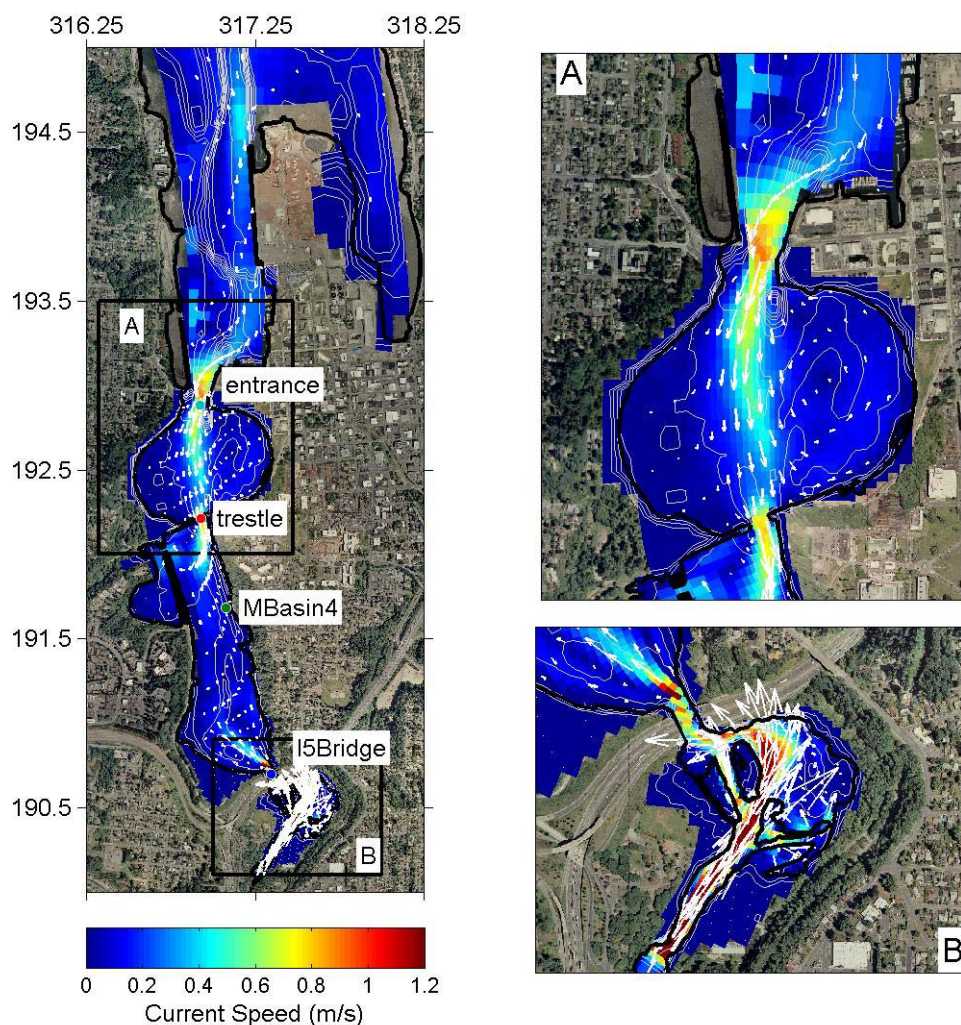 316.25 317.25 318.25
194.5
193.5
192.5
191.5
190.5
A
entrance
trestle
MBasin4
I5Bridge
B
0 0.2 0.4 0.6 0.8 1 1.2
Current Speed (m/s)
A
B